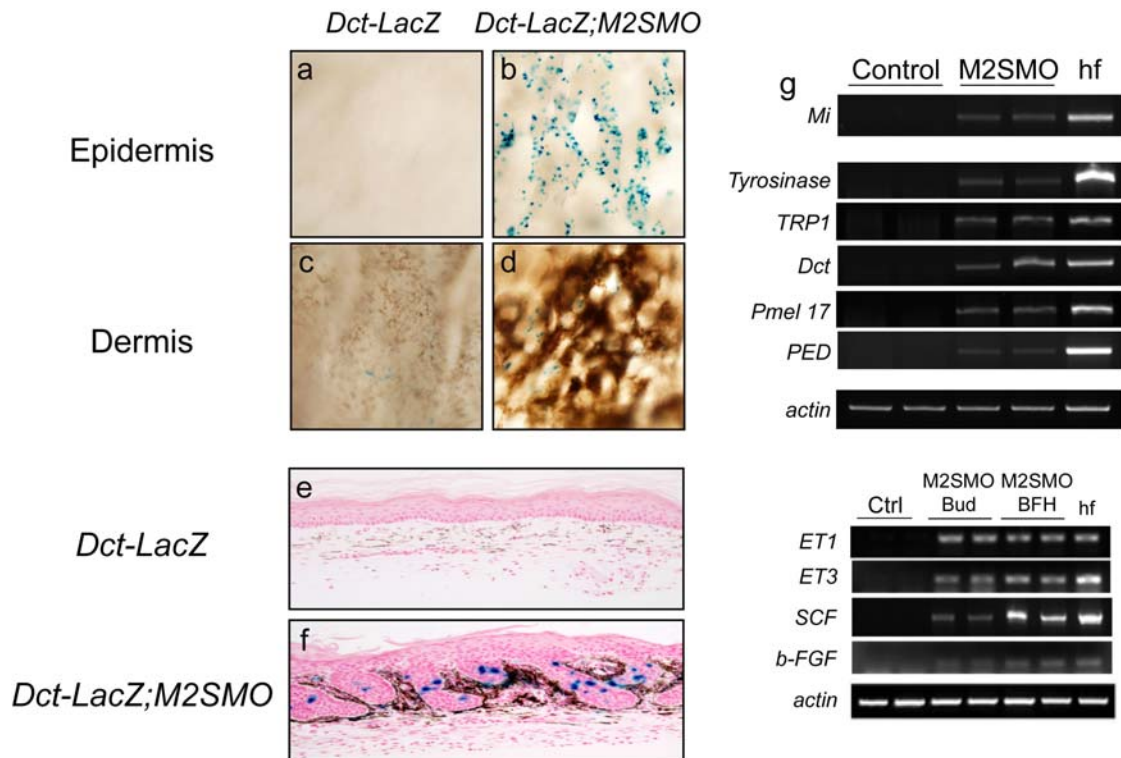 Dct-LacZ Dct-LacZ;M2SMO
a b
Epidermis
c d
Dermis
e
Dct-LacZ
f
Dct-LacZ;M2SMO
g
Control M2SMO hf
Mi
Tyrosinase
TRP1
Dct
Pmel 17
PED
actin
Ctrl M2SMO Bud M2SMO BFH hf
ET1
ET3
SCF
b-FGF
actin